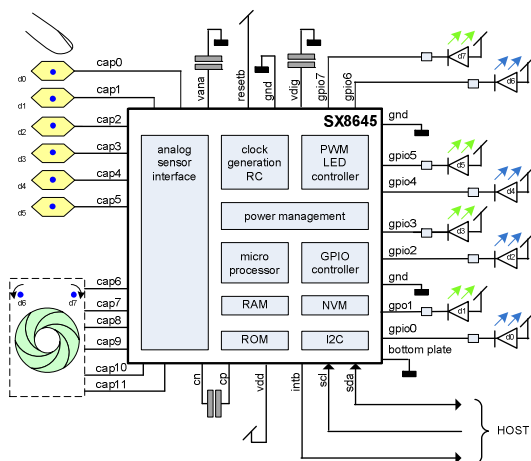 cap0
cap1
cap2
cap3
cap4
cap5
d0
d1
d2
d3
d4
d5
vana
resetb
gnd
vdig
gpio7
gpio6
d7
d6
SX8645
gnd
analog
sensor
interface
clock
generation
RC
PWM
LED
controller
gpio5
d5
gpio4
d4
power management
gpio3
d3
gpio2
d2
micro
processor
GPIO
controller
gnd
RAM
NVM
gpo1
d1
ROM
I2C
gpio0
d0
bottom plate
cap6
d6
d7
cap7
cap8
cap9
cap10
cap11
cn
cp
vdd
intb
scl
sda
HOST